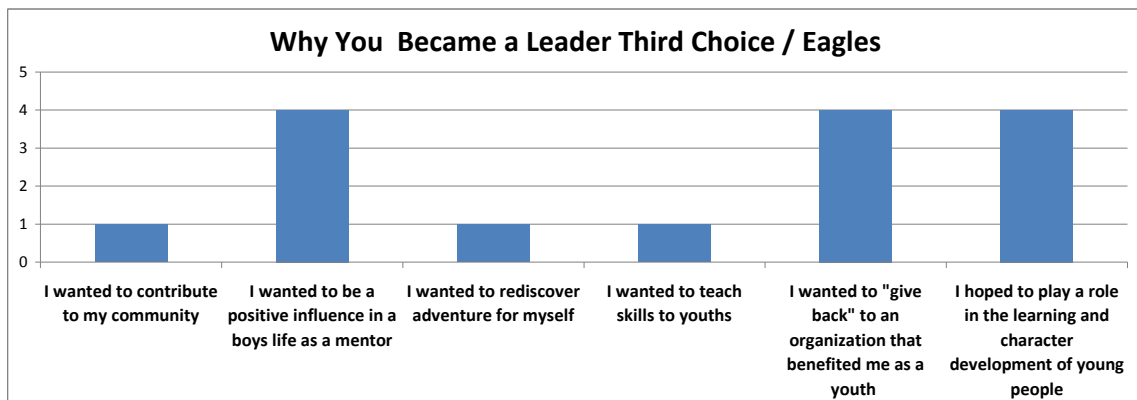 Why You  Became a Leader Third Choice / Eagles
5
4
3
2
1
0
I wanted to contribute
to my community
I wanted to be a
positive influence in a
boys life as a mentor
I wanted to rediscover
adventure for myself
I wanted to teach
skills to youths
I wanted to "give
back" to an
organization that
benefited me as a
youth
I hoped to play a role
in the learning and
character
development of young
people